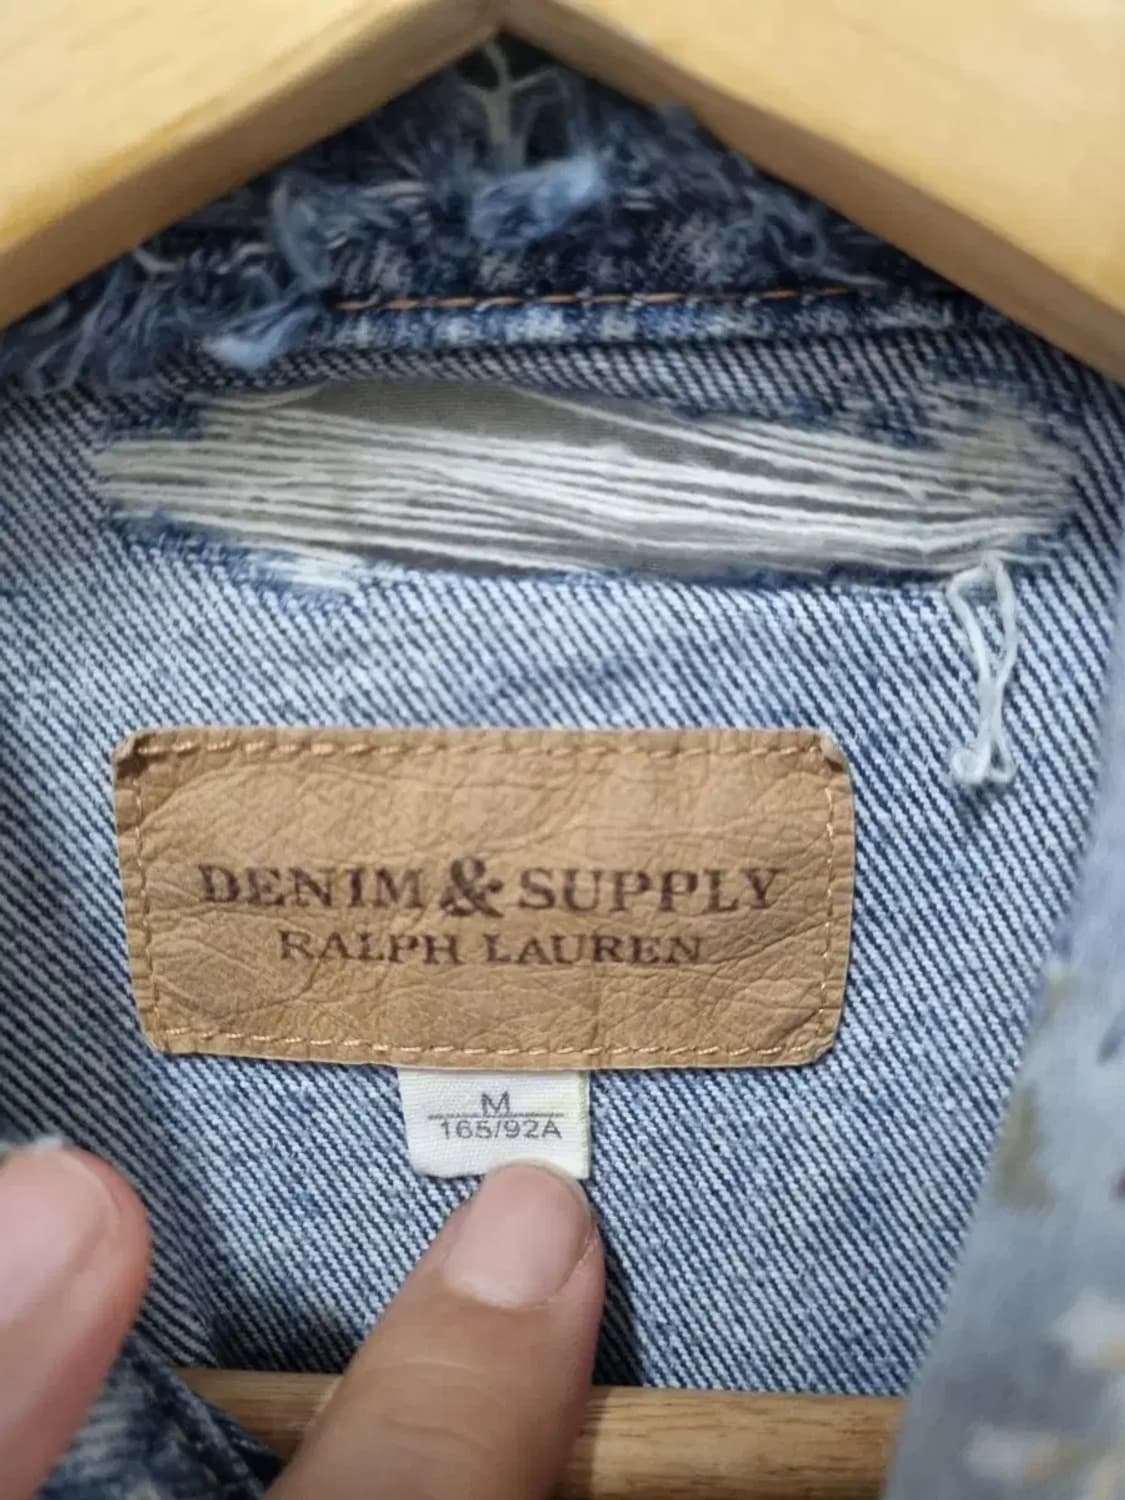 DENIM & SUPPLY
RALPH LAUREN
M
165/92A